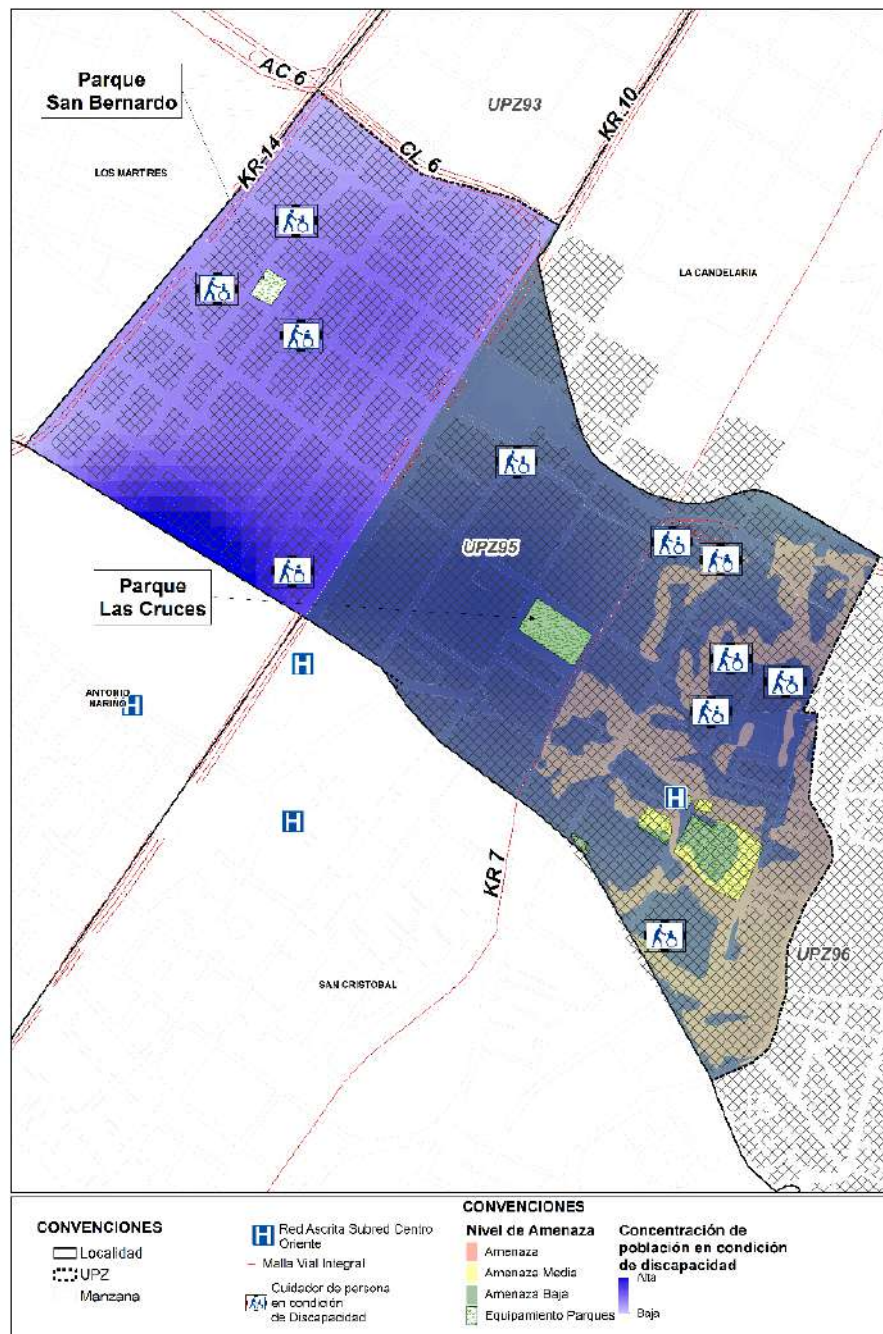 AC 6
Parque
San Bernardo
UPZ93
KR 10
KR-14
CL 6
LOS MARTIRES
LA CANDELARIA
UPZ95
Parque
Las Cruces
ANTONIO
NARIÑO
H
H
H
H
KR 7
UPZ96
SAN CRISTOBAL
CONVENCIONES
Localidad
UPZ
Manzana
H Red Ascrita Subred Centro
Oriente
Malla Vial Integral
Cuidador de persona
en condición
de Discapacidad
CONVENCIONES
Nivel de Amenaza
Amenaza
Amenaza Media
Amenaza Baja
Equipamiento Parques
Concentración de
población en condición
de discapacidad
Alta
Baja